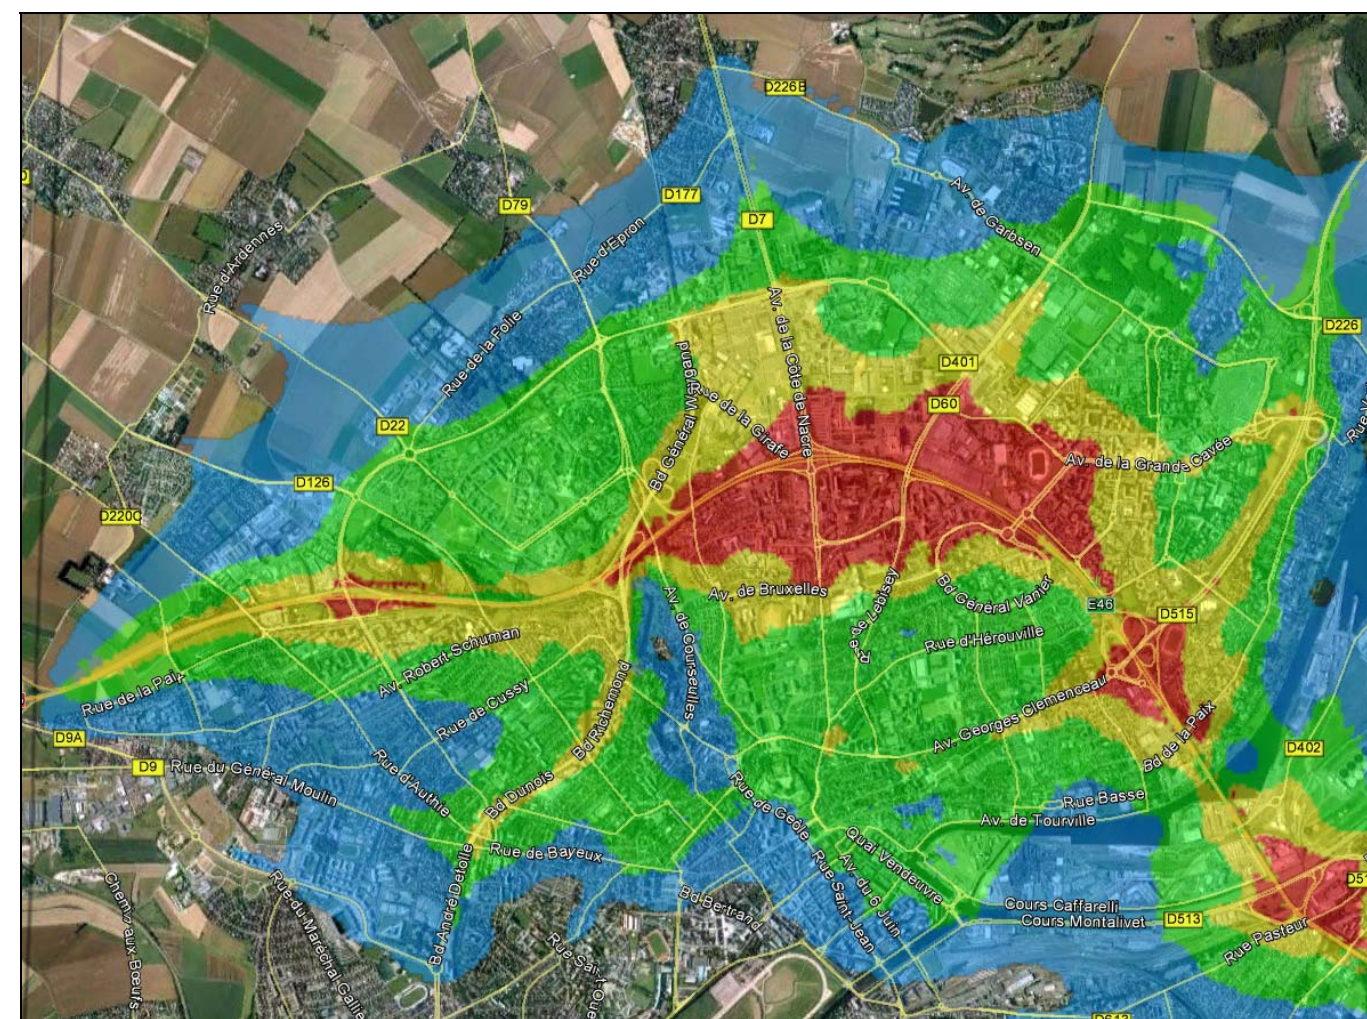 D226B
Av. de Garbsen
D177
D79
D7
Rue d'Ardennes
Rue d'Epron
Rue de la Folie
D226
Av. de la Côte de Nacre
D401
D60
Rue de la Girafe
Bd Général Weygand
D22
Av. de la Grande Cavée
D126
D220C
Av. de Bruxelles
Rue de Lebisey
Bd Général Vanier
E46
D515
Av. de Courseulles
Rue d'Hérouville
Av. Robert Schuman
Rue de la Paix
Rue de Cussy
Bd Richemond
Av. Georges Clemenceau
Bd de la Paix
D9A
D9
Rue du Général Moulin
Rue d'Authie
Bd Dunois
D402
Rue de Geôle
Rue Basse
Av. de Tourville
Rue de Bayeux
Quai Vendeuvre
Av. du 6 Juin
Rue Saint-Jean
Bd André Detolle
Bd Bertrand
Cours Caffarelli
Cours Montalivet
D513
Rue Pasteur
Chemin aux Bœufs
Rue du Maréchal Gallie
D613